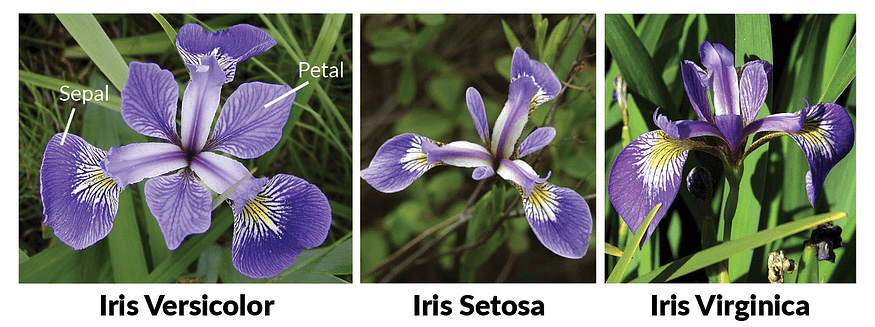 Sepal
Petal
Iris Versicolor
Iris Setosa
Iris Virginica